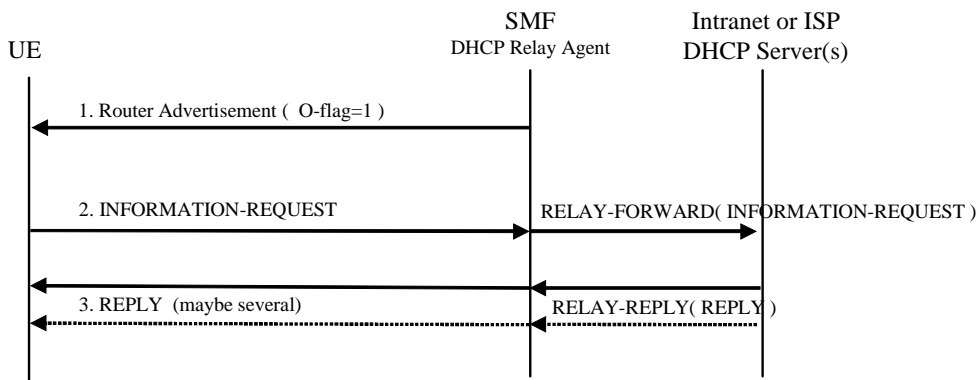 SMF
Intranet or ISP
UE
DHCP Relay Agent
DHCP Server(s)
1. Router Advertisement ( O-flag=1 )
2. INFORMATION-REQUEST
RELAY-FORWARD( INFORMATION-REQUEST )
3. REPLY (maybe several)
RELAY-REPLY( REPLY )